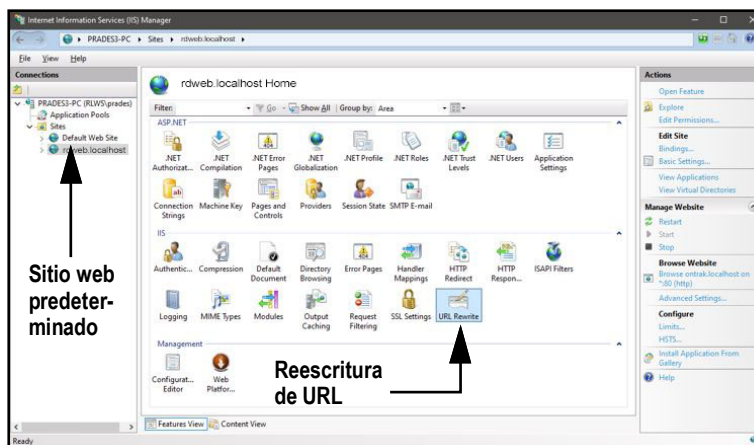 Internet Information Services (IIS) Manager
PRADES3-PC Sites rdweb.localhost
File View Help
Connections
PRADES3-PC (RLWS\prades)
Application Pools
Sites
Default Web Site
rdweb.localhost
Sitio web
predeter-
minado
rdweb.localhost Home
Filter: Go Show All Group by: Area
ASP.NET
.NET Authorizat... .NET Compilation .NET Error Pages .NET Globalization .NET Profile .NET Roles .NET Trust Levels .NET Users Application Settings
Connection Strings Machine Key Pages and Controls Providers Session State SMTP E-mail
IIS
Authentic... Compression Default Document Directory Browsing Error Pages Handler Mappings HTTP Redirect HTTP Respon... ISAPI Filters
Logging MIME Types Modules Output Caching Request Filtering SSL Settings URL Rewrite
Management
Configurat... Editor Web Platfor...
Reescritura
de URL
Features View Content View
Actions
Open Feature
Explore
Edit Permissions...
Edit Site
Bindings...
Basic Settings...
View Applications
View Virtual Directories
Manage Website
Restart
Start
Stop
Browse Website
Browse ontrak.localhost on
*:80 (http)
Advanced Settings...
Configure
Limits...
HSTS...
Install Application From
Gallery
Help
Ready